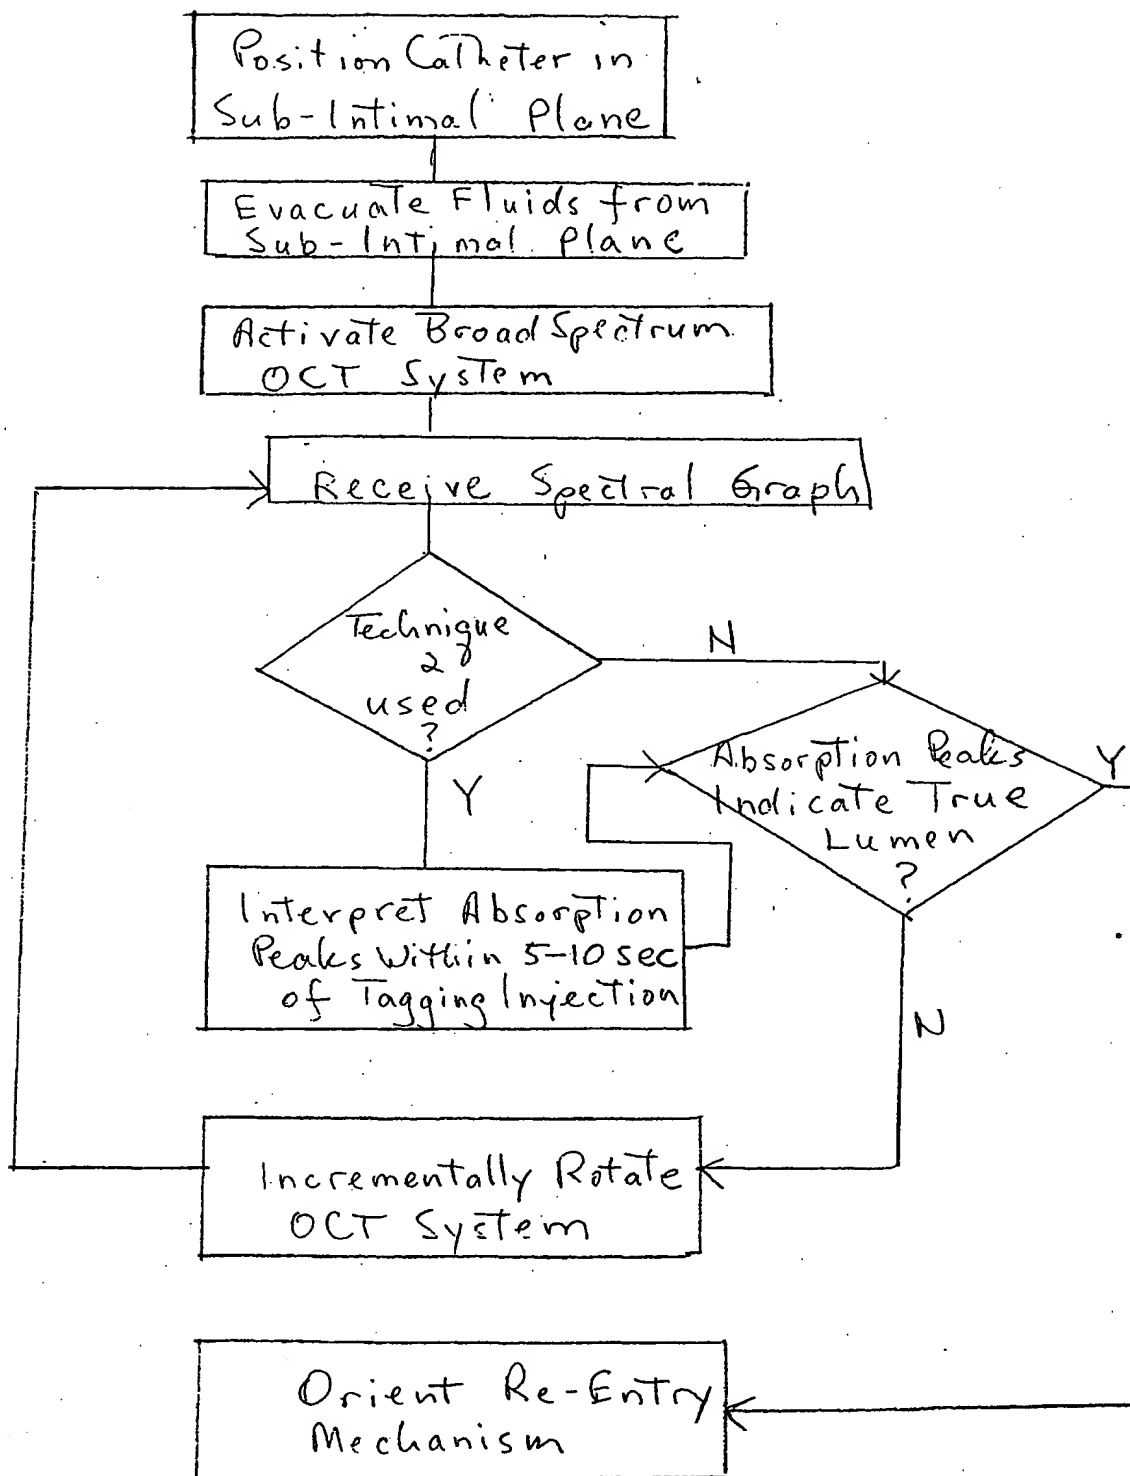 Position Catheter in
Sub-Intimal Plane
Evacuate Fluids from
Sub-Intimal Plane
Activate Broad Spectrum
OCT System
Receive Spectral Graph
Technique
2
used
?
N
Y
Absorption Peaks
Indicate True
Lumen
?
Y
N
Interpret Absorption
Peaks Within 5-10 sec
of Tagging Injection
Incrementally Rotate
OCT System
Orient Re-Entry
Mechanism